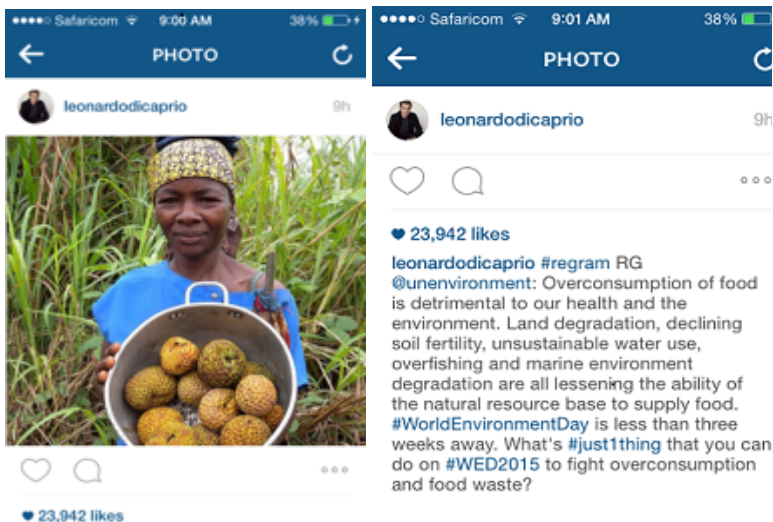 Safaricom 9:00 AM 38%
PHOTO
leonardodicaprio 9h
23,942 likes
Safaricom 9:01 AM 38%
PHOTO
leonardodicaprio 9h
23,942 likes
leonardodicaprio #regram RG
@unenvironment: Overconsumption of food
is detrimental to our health and the
environment. Land degradation, declining
soil fertility, unsustainable water use,
overfishing and marine environment
degradation are all lessening the ability of
the natural resource base to supply food.
#WorldEnvironmentDay is less than three
weeks away. What's #just1thing that you can
do on #WED2015 to fight overconsumption
and food waste?